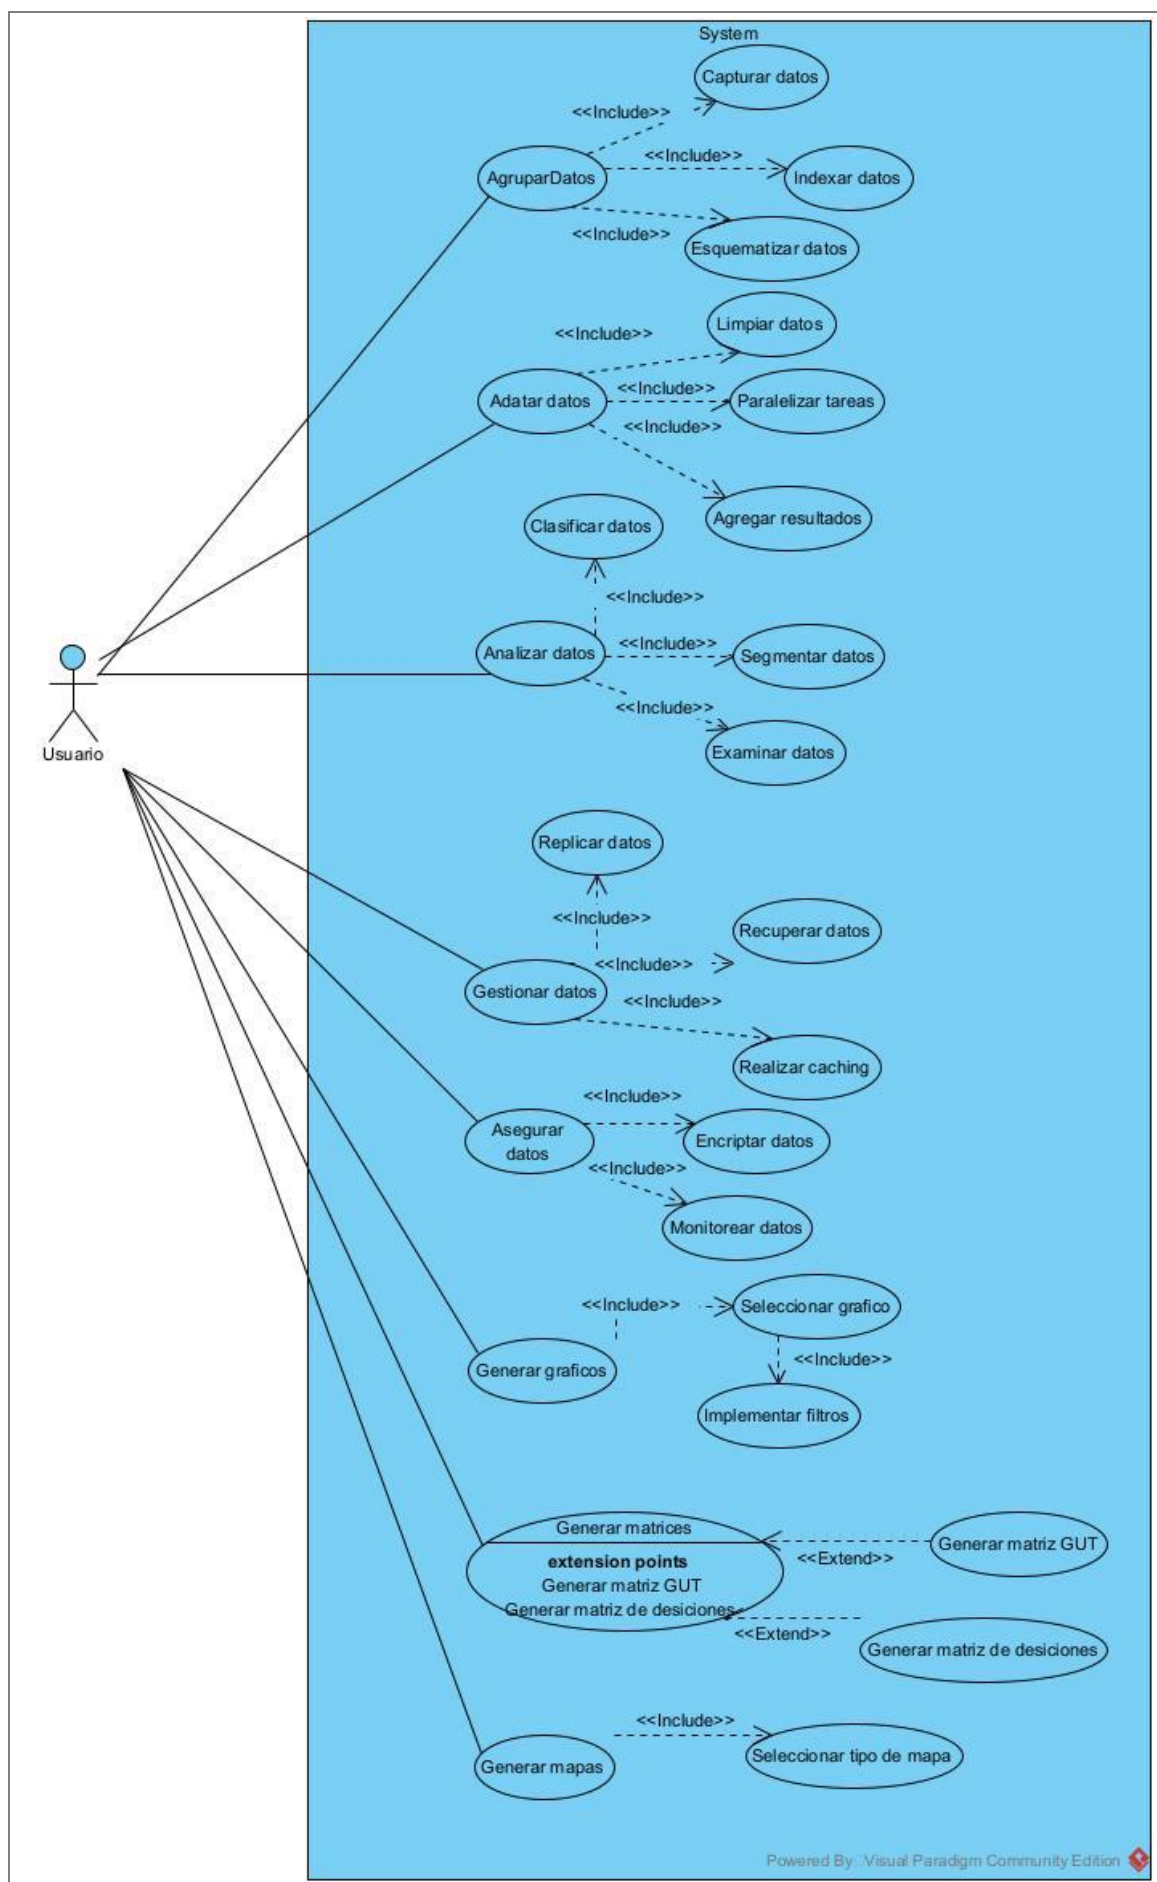 System
Capturar datos
<<Include>>
<<Include>>
AgruparDatos
Indexar datos
<<Include>>
Esquematizar datos
Limpiar datos
<<Include>>
<<Include>>
Adatar datos
Paralelizar tareas
<<Include>>
Agregar resultados
Clasificar datos
<<Include>>
<<Include>>
Analizar datos
Segmentar datos
<<Include>>
Examinar datos
Usuario
Replicar datos
<<Include>>
Recuperar datos
<<Include>>
Gestionar datos
<<Include>>
Realizar caching
<<Include>>
Asegurar
datos
Encriptar datos
<<Include>>
Monitorear datos
<<Include>>
Seleccionar grafico
<<Include>>
Generar graficos
Implementar filtros
Generar matrices
extension points
Generar matriz GUT
Generar matriz de desiciones
Generar matriz GUT
<<Extend>>
<<Extend>>
Generar matriz de desiciones
<<Include>>
Generar mapas
Seleccionar tipo de mapa
Powered By Visual Paradigm Community Edition